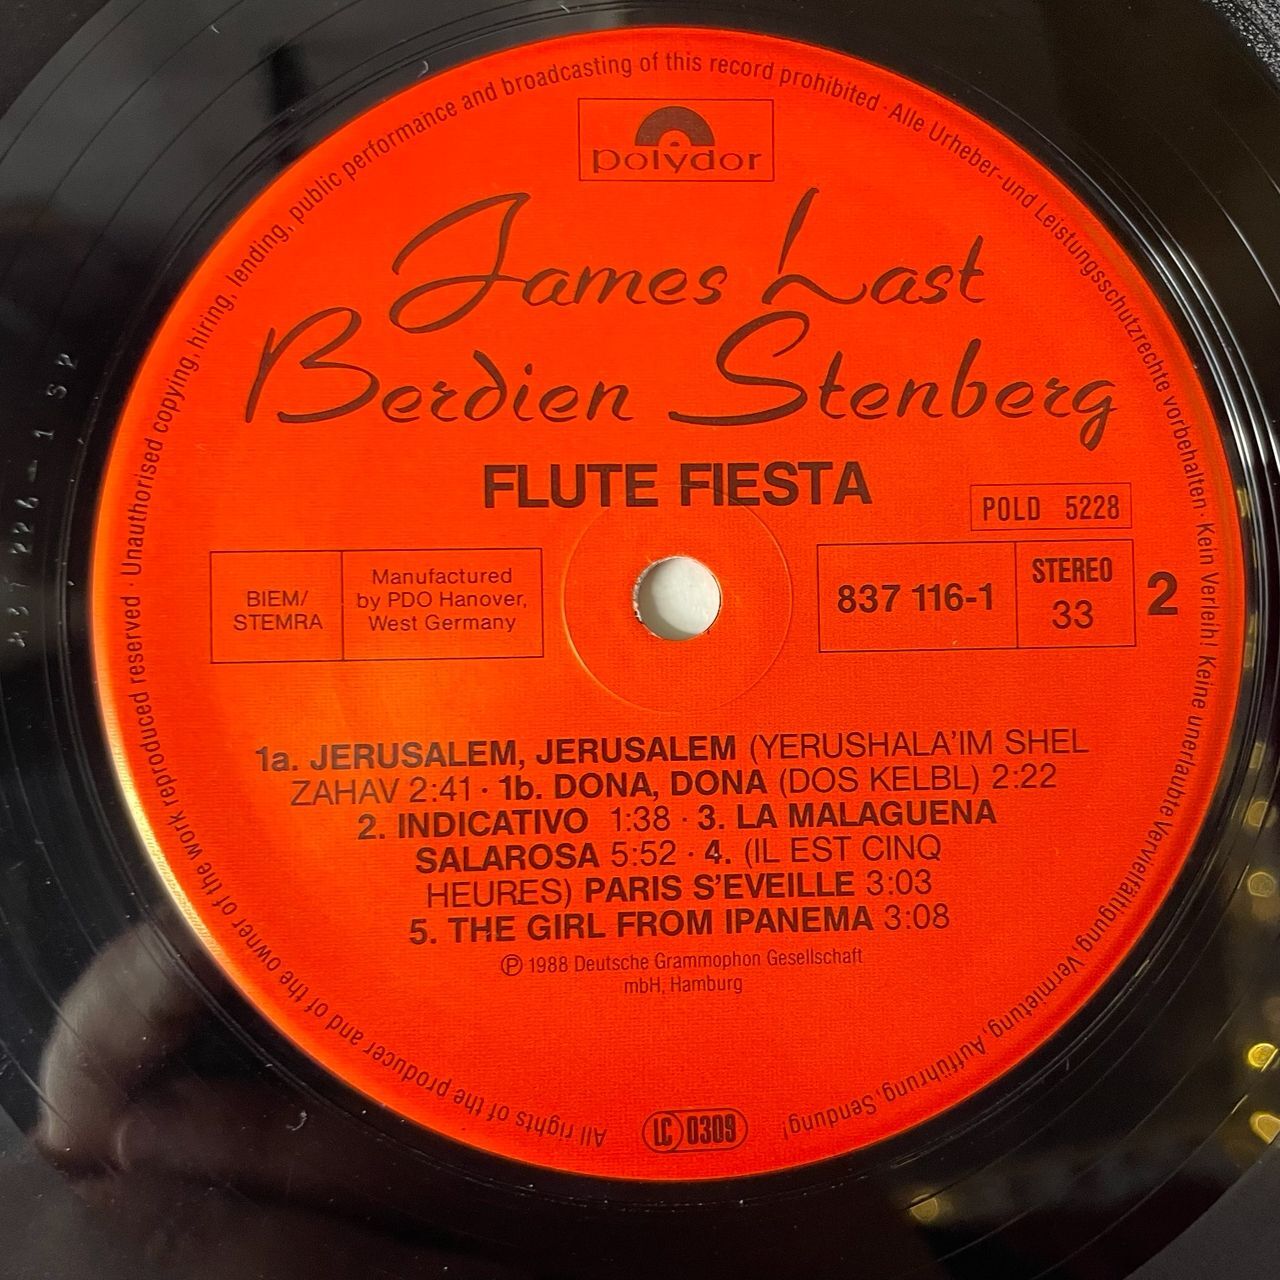 polydor
James Last
Berdien Stenberg
FLUTE FIESTA
POLD 5228
BIEM/
STEMRA
Manufactured
by PDO Hanover,
West Germany
837 116-1
STEREO
33
2
1a. JERUSALEM, JERUSALEM (YERUSHALA'IM SHEL
ZAHAV 2:41 · 1b. DONA, DONA (DOS KELBL) 2:22
2. INDICATIVO 1:38 · 3. LA MALAGUENA
SALAROSA 5:52 · 4. (IL EST CINQ
HEURES) PARIS S'EVEILLE 3:03
5. THE GIRL FROM IPANEMA 3:08
℗ 1988 Deutsche Grammophon Gesellschaft
mbH, Hamburg
LC 0309
All rights of the producer and of the owner of the work reproduced reserved · Unauthorised copying, hiring, lending, public performance and broadcasting of this record prohibited · Alle Urheber-und Leistungsschutzrechte vorbehalten · Kein Verleih! Keine unerlaubte Vervielfältigung, Vermietung, Aufführung, Sendung!